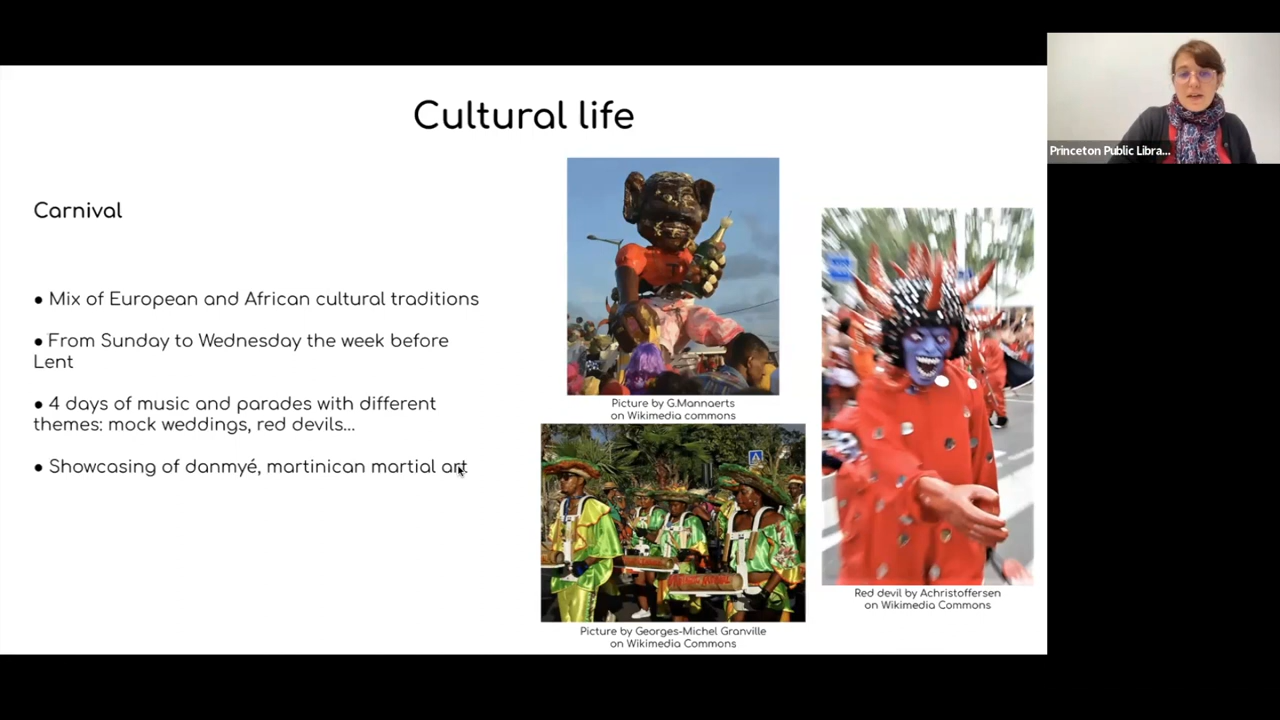 Cultural life
Carnival
● Mix of European and African cultural traditions
● From Sunday to Wednesday the week before
Lent
● 4 days of music and parades with different
themes: mock weddings, red devils...
● Showcasing of danmyé, martinican martial art
Picture by G.Mannaerts
on Wikimedia commons
Picture by Georges-Michel Granville
on Wikimedia Commons
Red devil by Achristoffersen
on Wikimedia Commons
Princeton Public Libra...